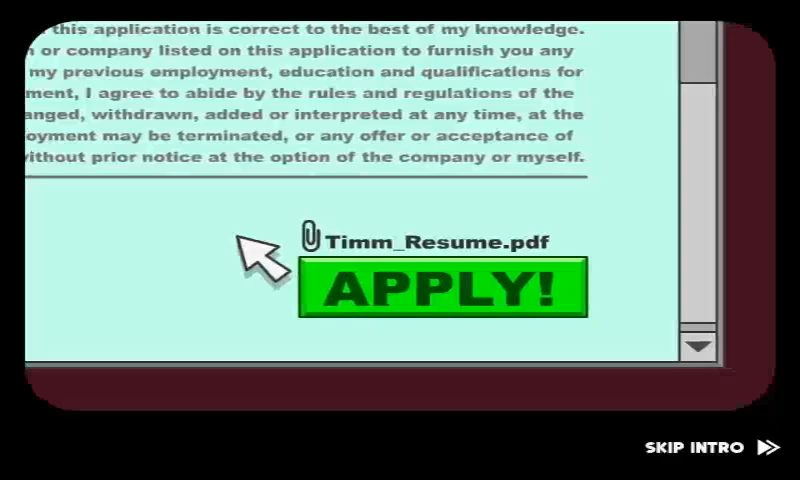 this application is correct to the best of my knowledge.
or company listed on this application to furnish you any
my previous employment, education and qualifications for
ment, I agree to abide by the rules and regulations of the
anged, withdrawn, added or interpreted at any time, at the
oyment may be terminated, or any offer or acceptance of
ithout prior notice at the option of the company or myself.
Timm_Resume.pdf
APPLY!
SKIP INTRO